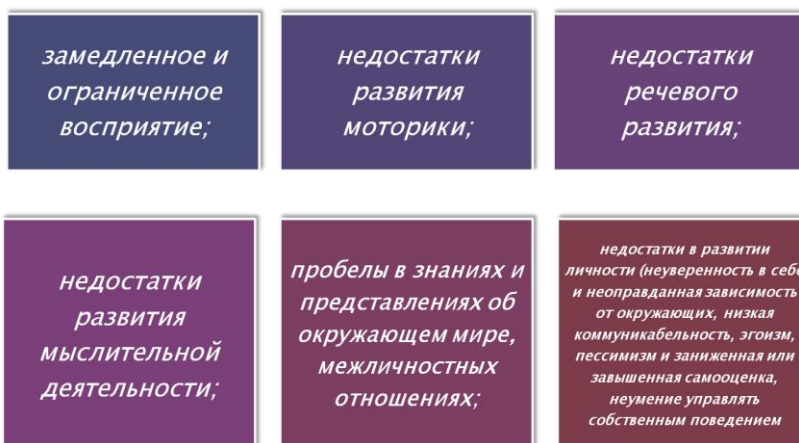 замедленное и
ограниченное
восприятие;
недостатки
развития
моторики;
недостатки
речевого
развития;
недостатки
развития
мыслительной
деятельности;
пробелы в знаниях и
представлениях об
окружающем мире,
межличностных
отношениях;
недостатки в развитии
личности (неуверенность в себе
и неоправданная зависимость
от окружающих, низкая
коммуникабельность, эгоизм,
пессимизм и заниженная или
завышенная самооценка,
неумение управлять
собственным поведением